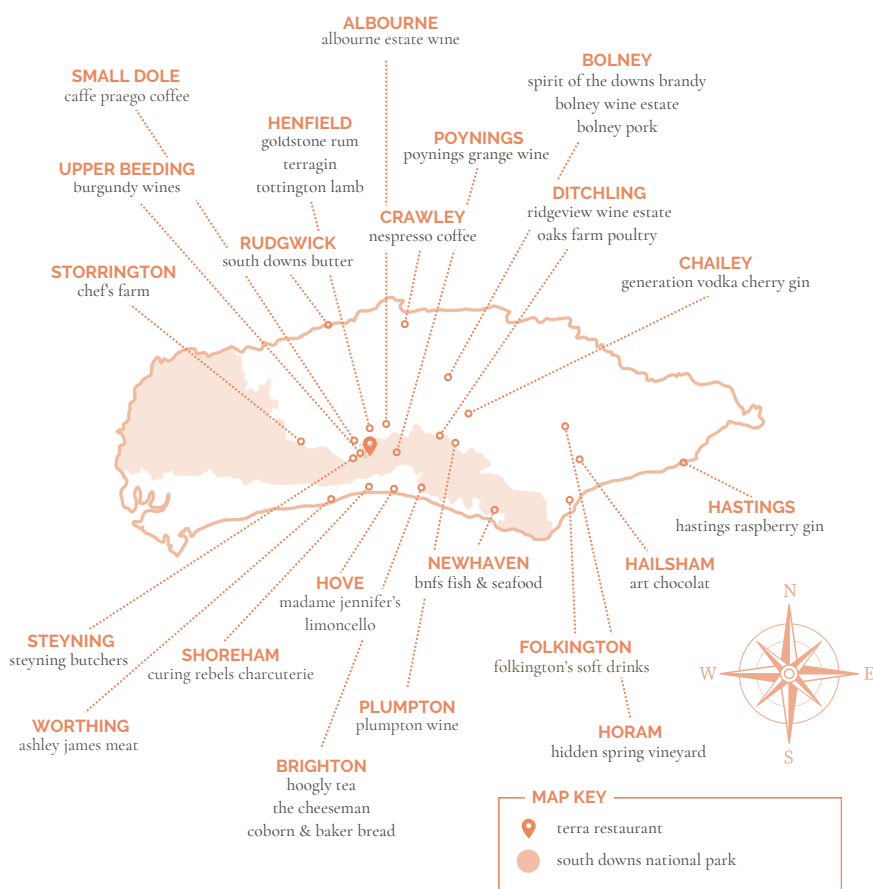 ALBOURNE
albourne estate wine
BOLNEY
spirit of the downs brandy
bolney wine estate
bolney pork
SMALL DOLE
caffe praego coffee
HENFIELD
goldstone rum
terragin
tottington lamb
POYNINGS
poynings grange wine
UPPER BEEDING
burgundy wines
DITCHLING
ridgeview wine estate
oaks farm poultry
CRAWLEY
nespresso coffee
RUDGWICK
south downs butter
STORRINGTON
chef's farm
CHAILEY
generation vodka cherry gin
HASTINGS
hastings raspberry gin
NEWHAVEN
bnfs fish & seafood
HAILSHAM
art chocolat
HOVE
madame jennifer's
limoncello
STEYNING
steyning butchers
SHOREHAM
curing rebels charcuterie
FOLKINGTON
folkington's soft drinks
PLUMPTON
plumpton wine
WORTHING
ashley james meat
HORAM
hidden spring vineyard
BRIGHTON
hoogly tea
the cheeseman
coborn & baker bread
N
W
E
S
MAP KEY
terra restaurant
south downs national park